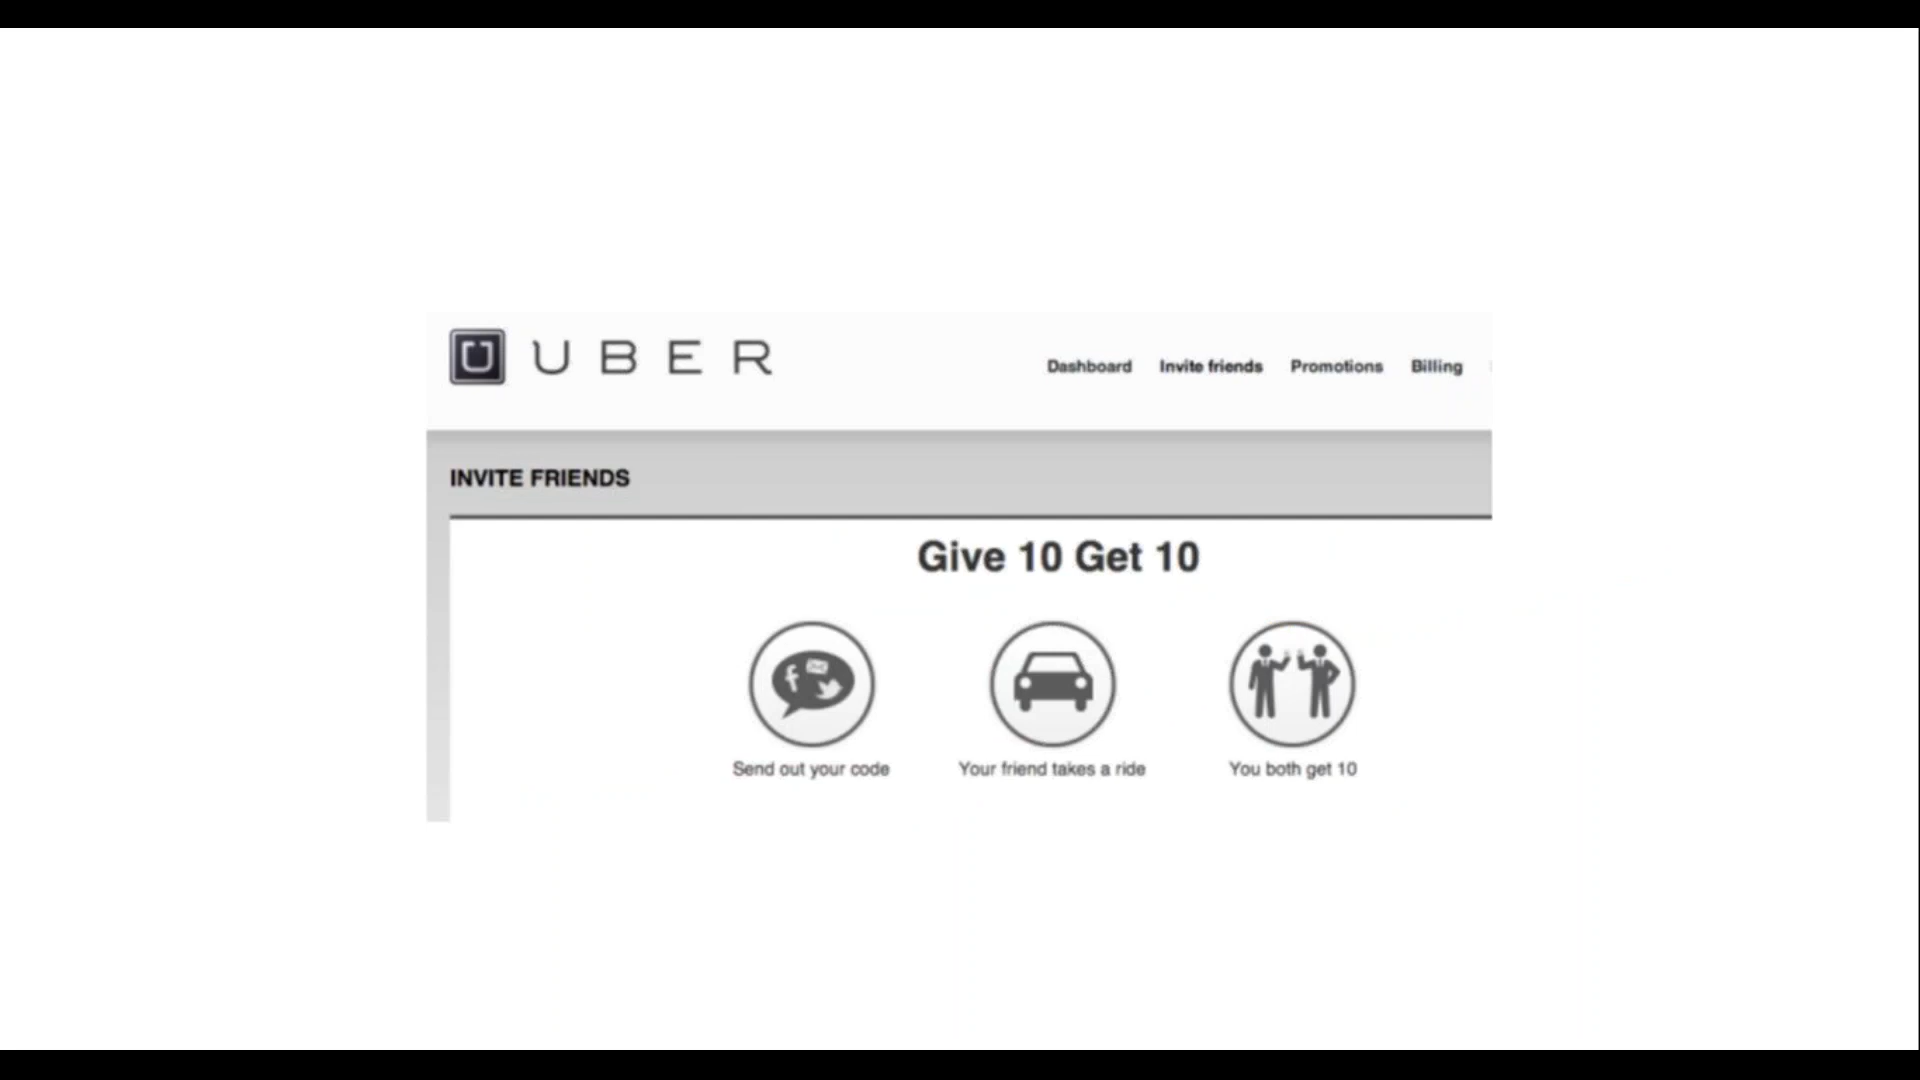 UBER
Dashboard Invite friends Promotions Billing
INVITE FRIENDS
Give 10 Get 10
Send out your code Your friend takes a ride You both get 10